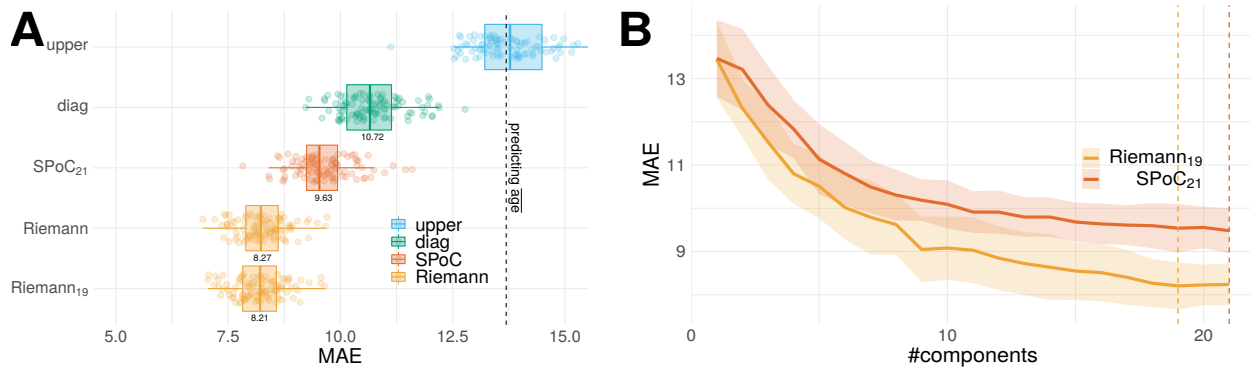 A
upper
diag
10.72
SPoC21
9.63
Riemann
8.27
Riemann19
8.21
predicting age
upper
diag
SPoC
Riemann
5.0 7.5 10.0 12.5 15.0
MAE
B
13
11
9
MAE
Riemann19
SPoC21
0 10 20
#components